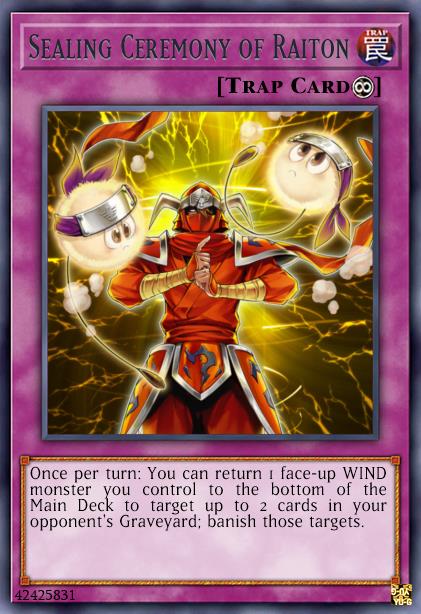 Sealing Ceremony of Raiton
TRAP
罠
[Trap Card]
Once per turn: You can return 1 face-up WIND
monster you control to the bottom of the
Main Deck to target up to 2 cards in your
opponent's Graveyard; banish those targets.
42425831